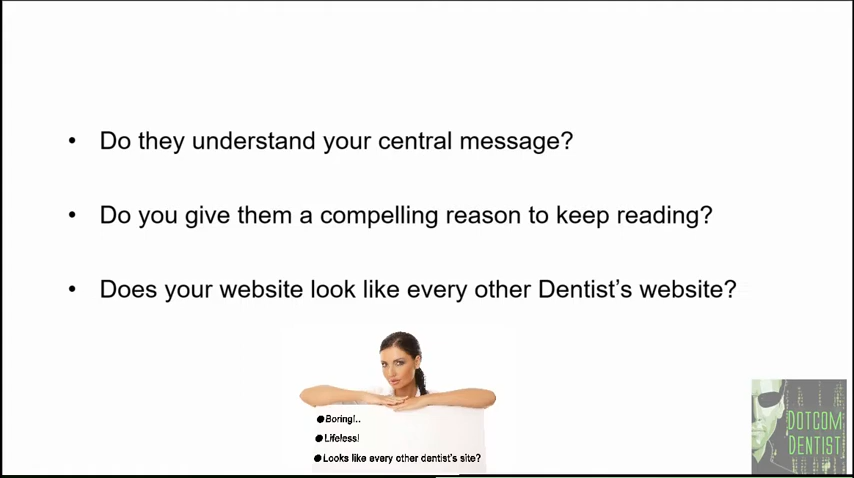 • Do they understand your central message?
• Do you give them a compelling reason to keep reading?
• Does your website look like every other Dentist's website?
●Boring!..
●Lifeless!
●Looks like every other dentist's site?
DOTCOM
DENTIST